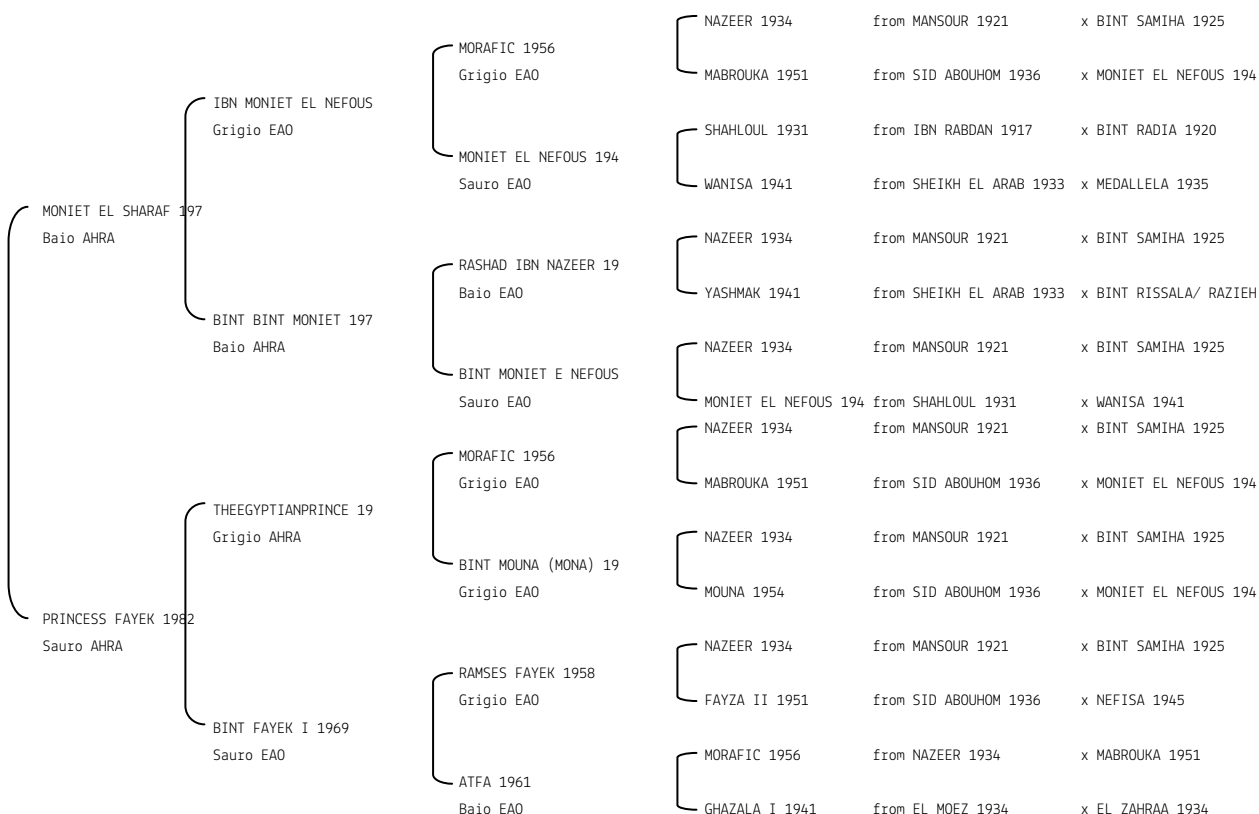 NAZEER 1934 from MANSOUR 1921 x BINT SAMIHA 1925
MORAFIC 1956
Grigio EAO
MABROUKA 1951 from SID ABOUHOM 1936 x MONIET EL NEFOUS 194
IBN MONIET EL NEFOUS
Grigio EAO
SHAHLOUL 1931 from IBN RABDAN 1917 x BINT RADIA 1920
MONIET EL NEFOUS 194
Sauro EAO
WANISA 1941 from SHEIKH EL ARAB 1933 x MEDALLELA 1935
MONIET EL SHARAF 197
Baio AHRA
NAZEER 1934 from MANSOUR 1921 x BINT SAMIHA 1925
RASHAD IBN NAZEER 19
Baio EAO
YASHMAK 1941 from SHEIKH EL ARAB 1933 x BINT RISSALA/ RAZIEH
BINT BINT MONIET 197
Baio AHRA
NAZEER 1934 from MANSOUR 1921 x BINT SAMIHA 1925
BINT MONIET E NEFOUS
Sauro EAO
MONIET EL NEFOUS 194 from SHAHLOUL 1931 x WANISA 1941
NAZEER 1934 from MANSOUR 1921 x BINT SAMIHA 1925
MORAFIC 1956
Grigio EAO
MABROUKA 1951 from SID ABOUHOM 1936 x MONIET EL NEFOUS 194
THEEGYPTIANPRINCE 19
Grigio AHRA
NAZEER 1934 from MANSOUR 1921 x BINT SAMIHA 1925
BINT MOUNA (MONA) 19
Grigio EAO
MOUNA 1954 from SID ABOUHOM 1936 x MONIET EL NEFOUS 194
PRINCESS FAYEK 1982
Sauro AHRA
NAZEER 1934 from MANSOUR 1921 x BINT SAMIHA 1925
RAMSES FAYEK 1958
Grigio EAO
FAYZA II 1951 from SID ABOUHOM 1936 x NEFISA 1945
BINT FAYEK I 1969
Sauro EAO
MORAFIC 1956 from NAZEER 1934 x MABROUKA 1951
ATFA 1961
Baio EAO
GHAZALA I 1941 from EL MOEZ 1934 x EL ZAHRAA 1934